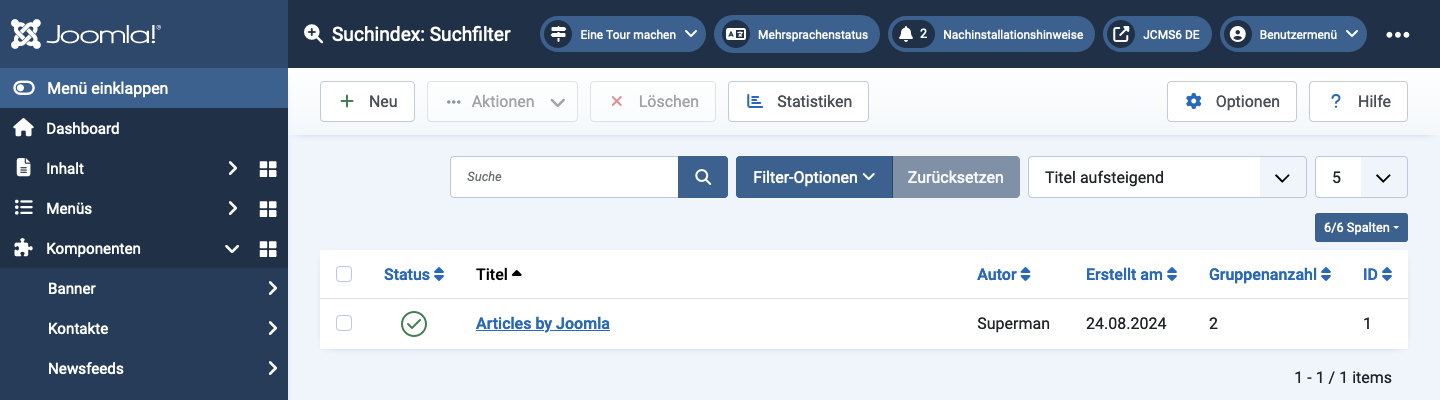 Joomla!®
Suchindex: Suchfilter
Eine Tour machen
Mehrsprachenstatus
2 Nachinstallationshinweise
JCMS6 DE
Benutzermenü
Menü einklappen
Dashboard
Inhalt
Menüs
Komponenten
Banner
Kontakte
Newsfeeds
Neu
Aktionen
Löschen
Statistiken
Optionen
? Hilfe
Suche
Filter-Optionen
Zurücksetzen
Titel aufsteigend
5
6/6 Spalten
Status Titel Autor Erstellt am Gruppenanzahl ID
Articles by Joomla Superman 24.08.2024 2 1
1 - 1 / 1 items